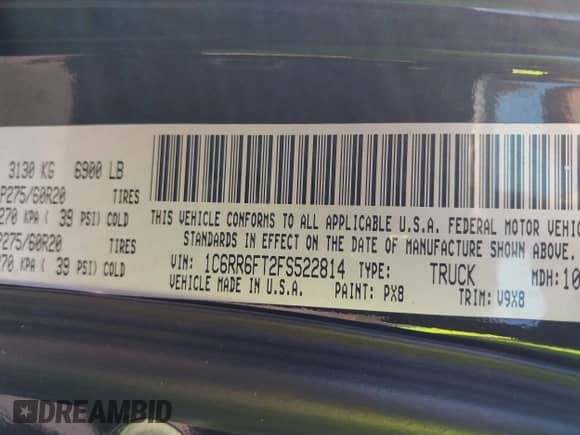 3130 KG 6900 LB
P275/60R20 TIRES
270 KPA ( 39 PSI) COLD
P275/60R20 TIRES
270 KPA ( 39 PSI) COLD
THIS VEHICLE CONFORMS TO ALL APPLICABLE U.S.A. FEDERAL MOTOR VEHIC
STANDARDS IN EFFECT ON THE DATE OF MANUFACTURE SHOWN ABOVE.
VIN: 1C6RR6FT2FS522814 TYPE: TRUCK MDH: 10
VEHICLE MADE IN U.S.A. PAINT: PX8 TRIM: V9X8
DREAMBID